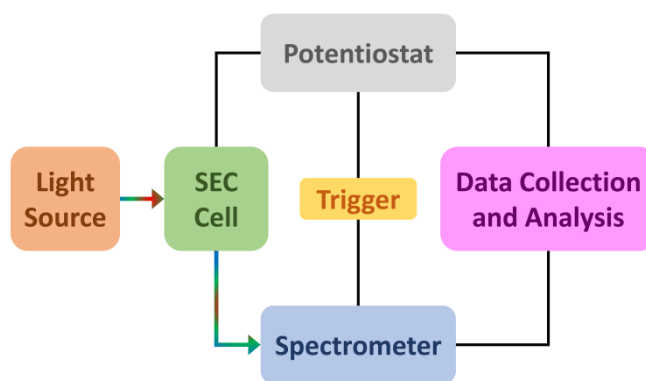 Potentiostat
Light
Source
SEC
Cell
Trigger
Data Collection
and Analysis
Spectrometer